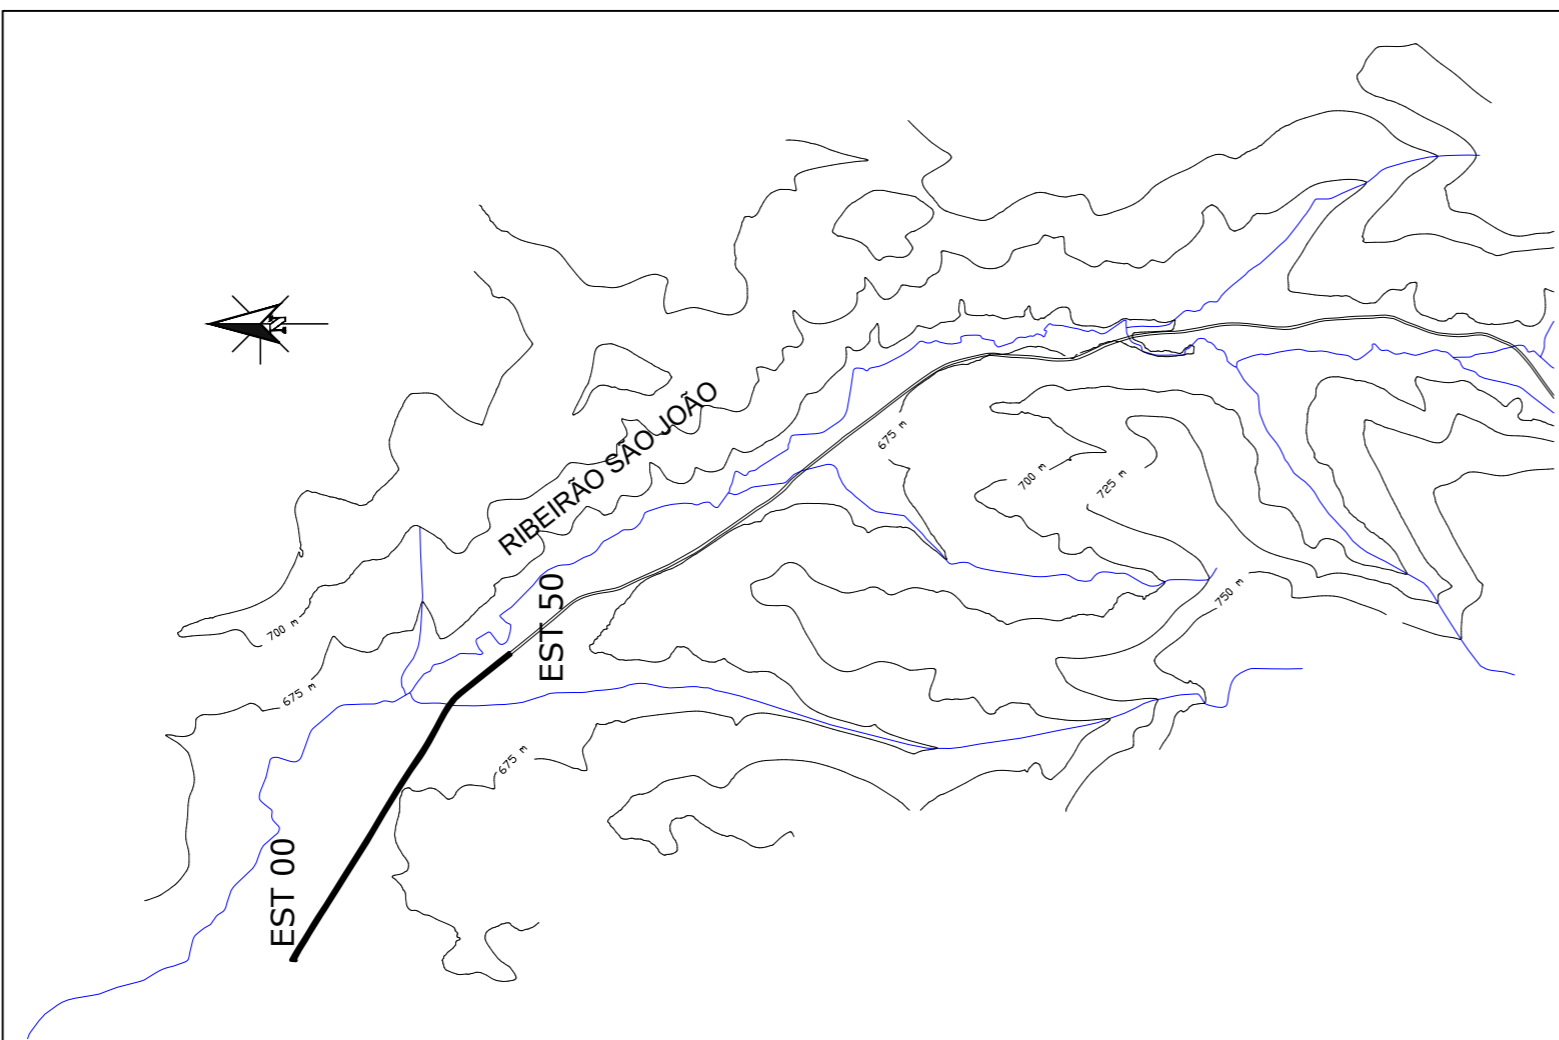 N
RIBEIRÃO SÃO JOÃO
675 m
700 m
725 m
EST 50
750 m
700 m
675 m
675 m
EST 00